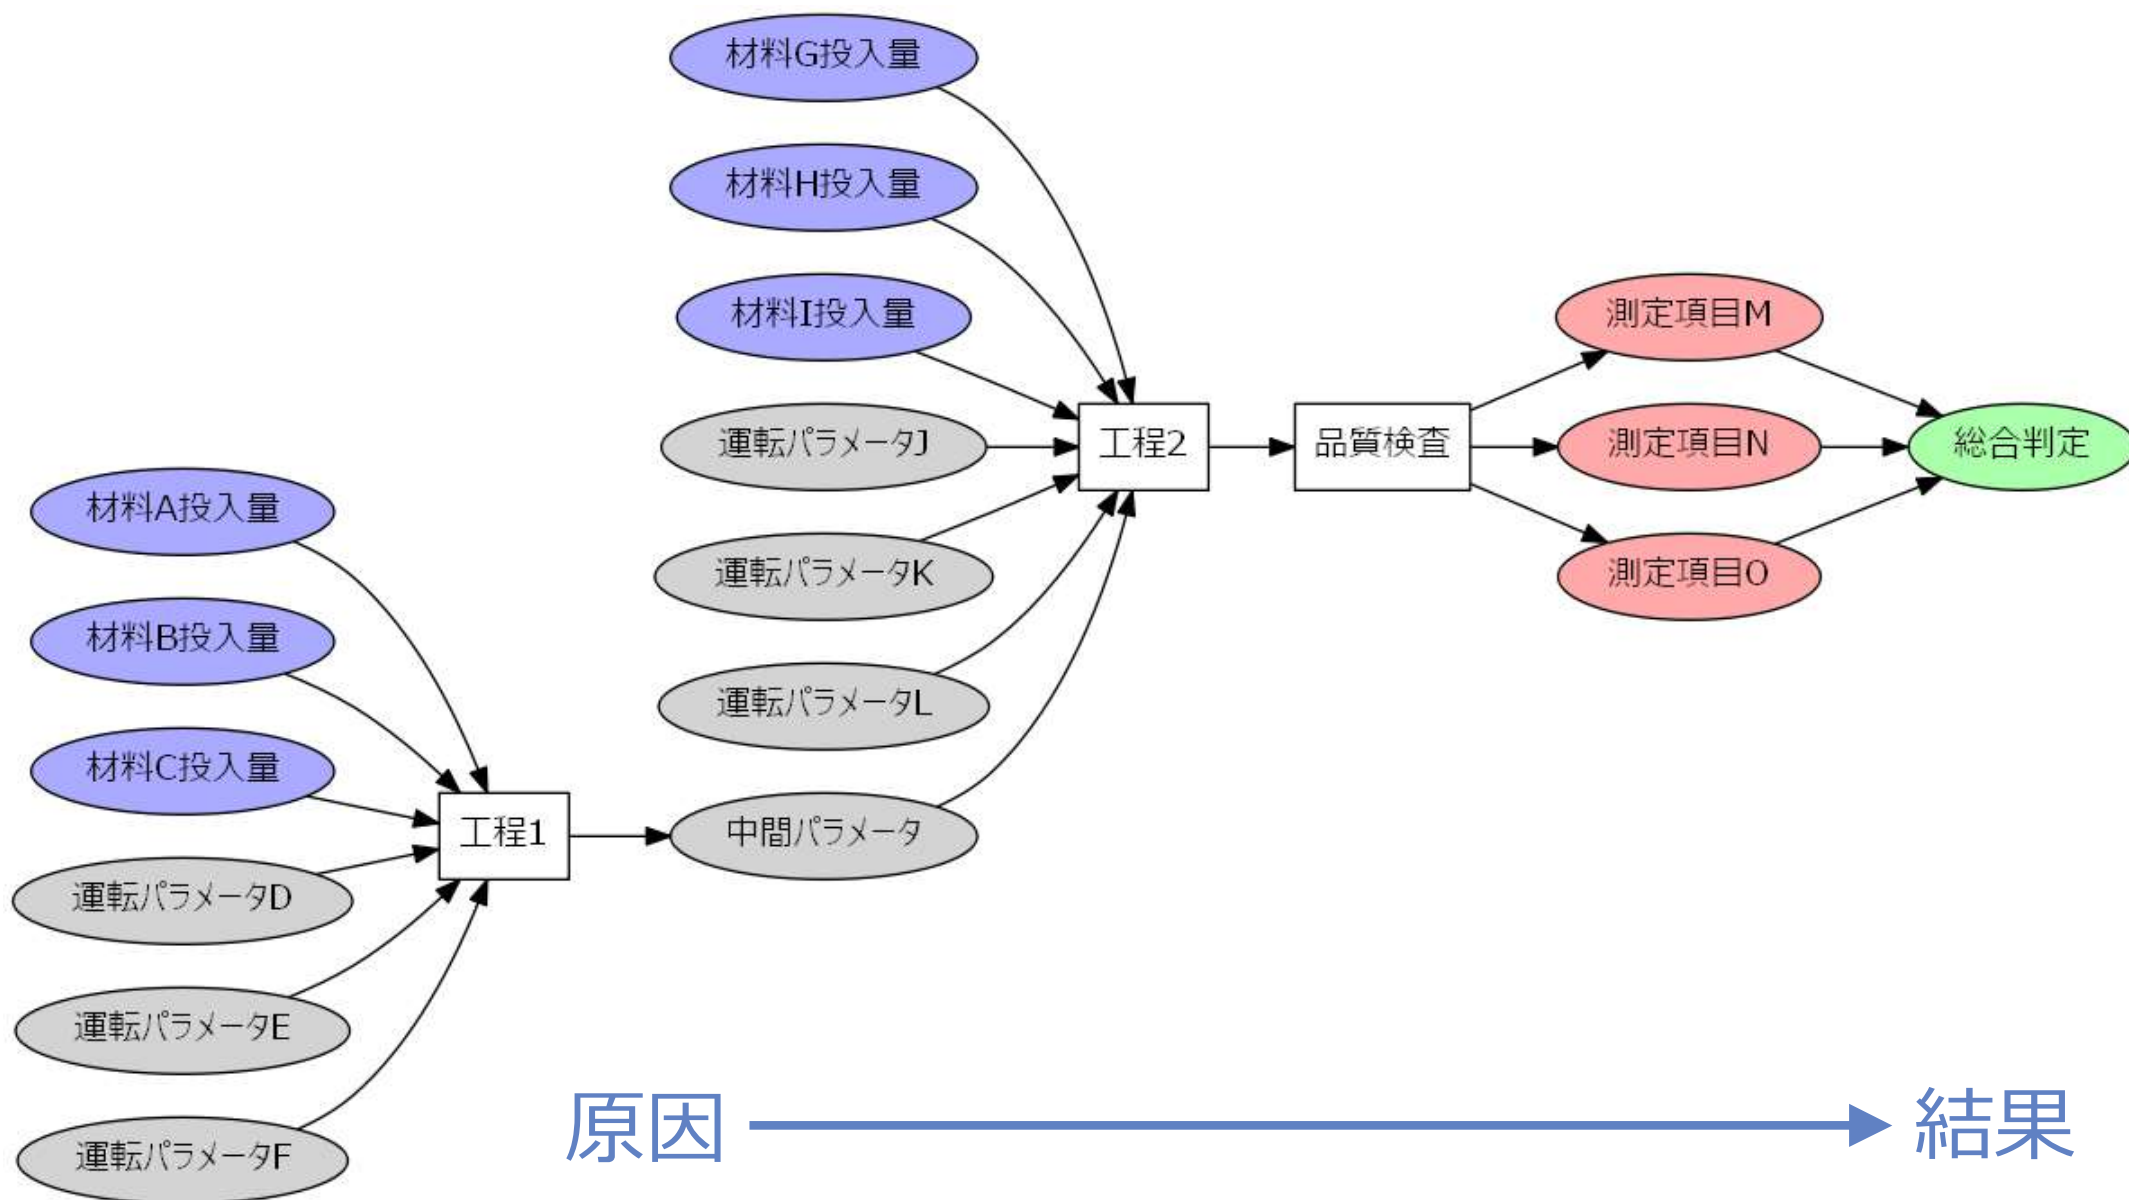 材料G投入量
材料H投入量
材料I投入量
運転パラメータJ
運転パラメータK
運転パラメータL
中間パラメータ
材料A投入量
材料B投入量
材料C投入量
運転パラメータD
運転パラメータE
運転パラメータF
工程1
工程2
品質検査
測定項目M
測定項目N
測定項目O
総合判定
原因
結果